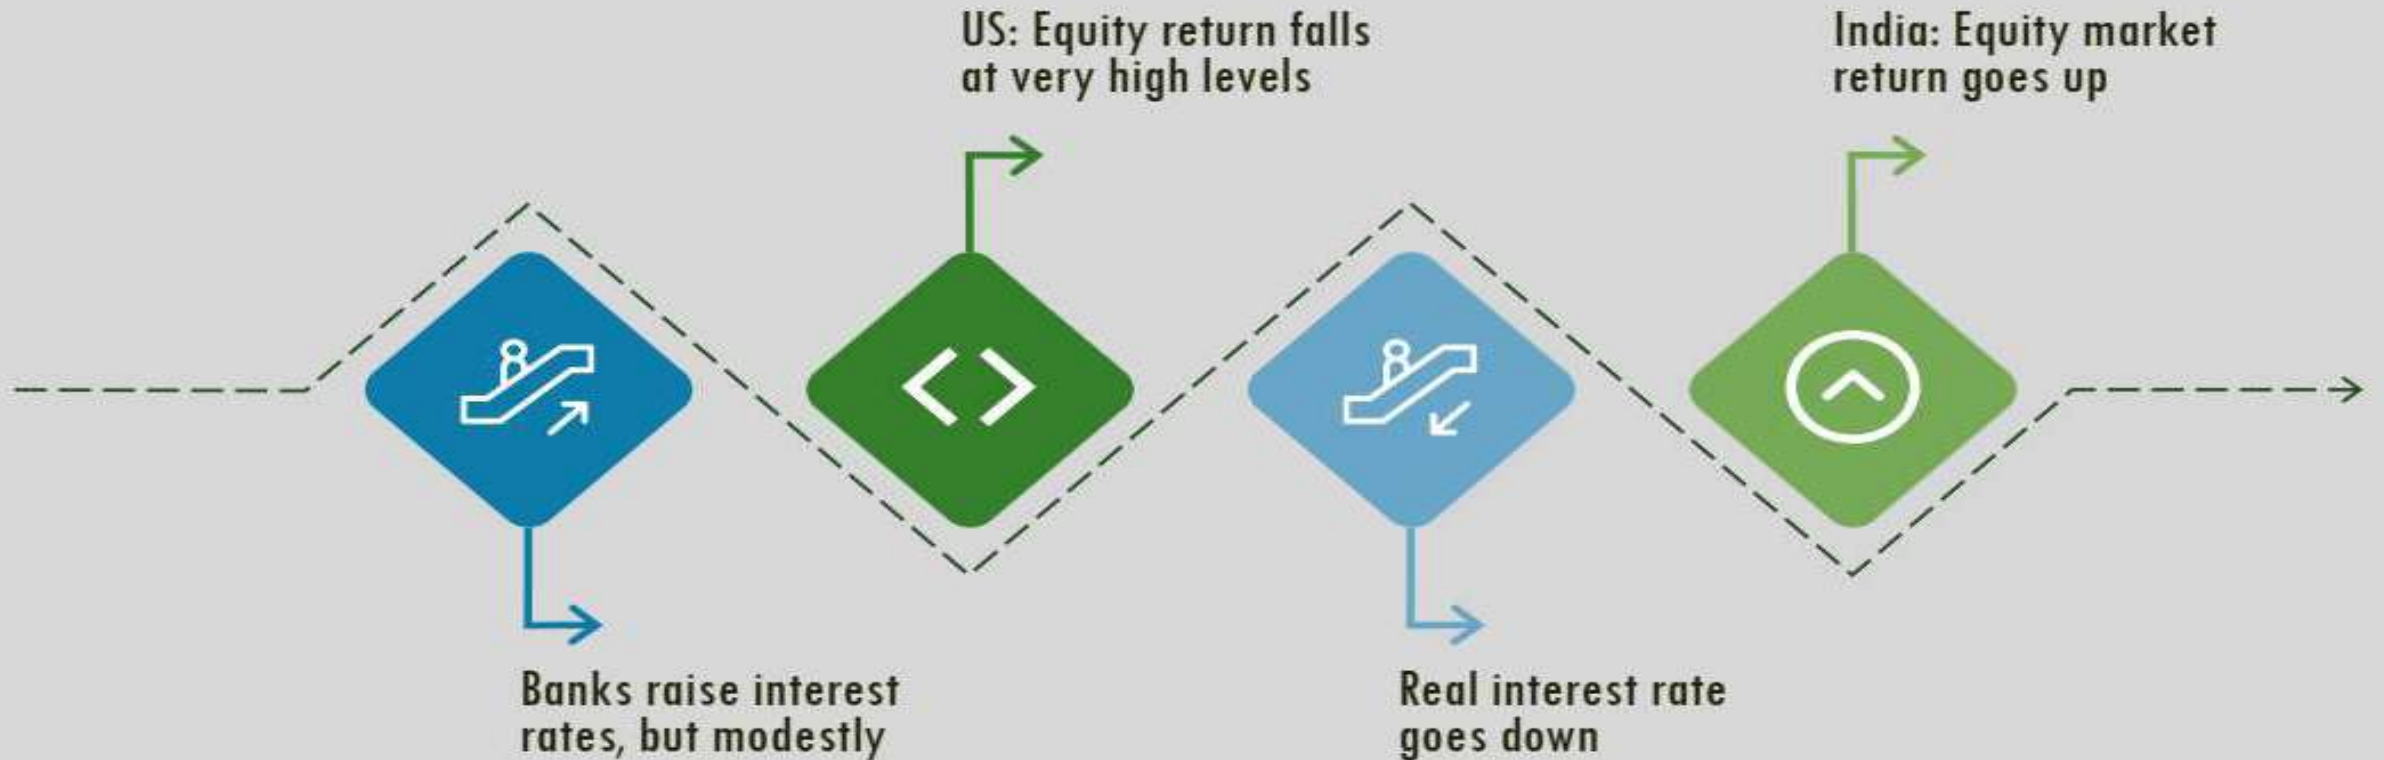 US: Equity return falls
at very high levels
India: Equity market
return goes up
Banks raise interest
rates, but modestly
Real interest rate
goes down